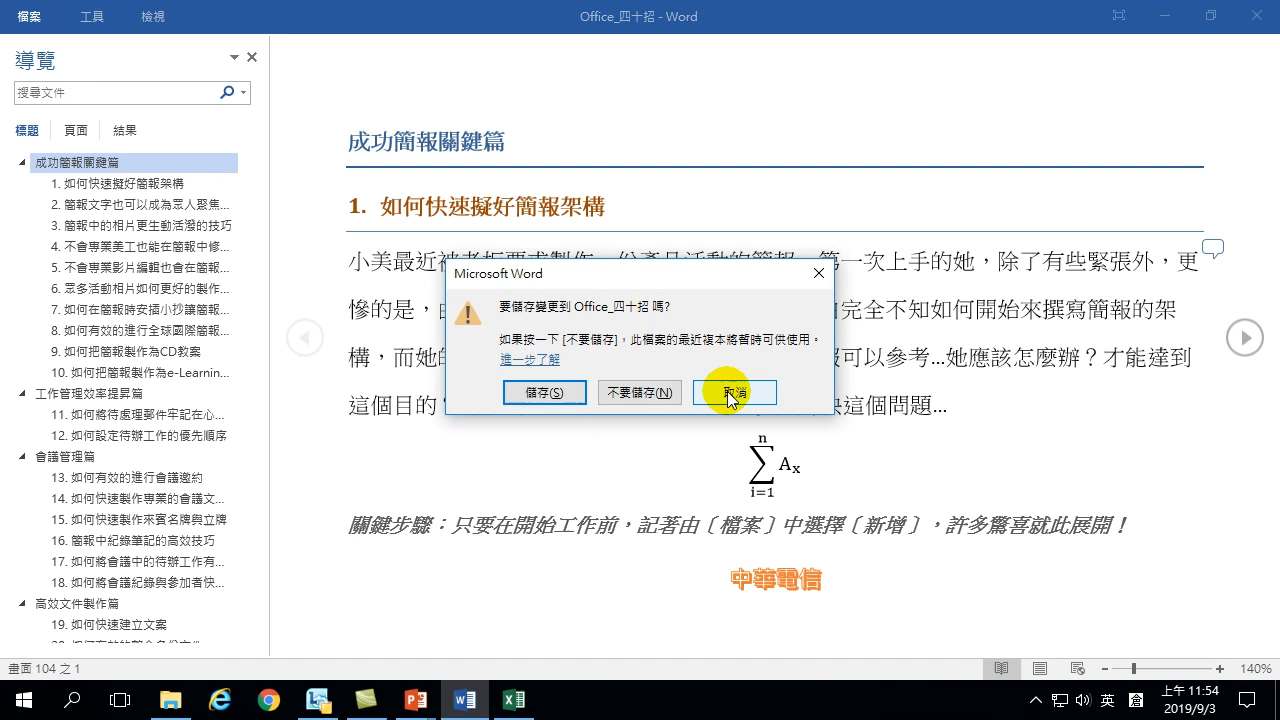 檔案 工具 檢視 Office_四十招 - Word
導覽
搜尋文件
標題 頁面 結果
成功簡報關鍵篇
1. 如何快速擬好簡報架構
2. 簡報文字也可以成為眾人聚焦...
3. 簡報中的相片更生動活潑的技巧
4. 不會專業美工也能在簡報中修...
5. 不會專業影片編輯也會在簡報...
6. 眾多活動相片如何更好的製作...
7. 如何在簡報時安插小抄讓簡報...
8. 如何有效的進行全球國際簡報...
9. 如何把簡報製作為CD教案
10. 如何把簡報製作為e-Learnin...
工作管理效率提昇篇
11. 如何將待處理郵件牢記在心...
12. 如何設定待辦工作的優先順序
會議管理篇
13. 如何有效的進行會議邀約
14. 如何快速製作專業的會議文...
15. 如何快速製作來賓名牌與立牌
16. 簡報中紀錄筆記的高效技巧
17. 如何將會議中的待辦工作有...
18. 如何將會議紀錄與參加者快...
高效文件製作篇
19. 如何快速建立文案
成功簡報關鍵篇
1. 如何快速擬好簡報架構
小美最近被老板要求製作一份產品活動的簡報，第一次上手的她，除了有些緊張外，更
慘的是，由 完全不知如何開始來撰寫簡報的架
構，而她的 報可以參考...她應該怎麼辦？才能達到
這個目的 這個問題...
Microsoft Word
要儲存變更到 Office_四十招 嗎?
如果按一下 [不要儲存]，此檔案的最近複本將暫時可供使用。
進一步了解
儲存(S) 不要儲存(N) 取消
n
∑ Ax
i=1
關鍵步驟：只要在開始工作前，記著由〔檔案〕中選擇〔新增〕，許多驚喜就此展開！
中華電信
畫面 104 之 1 140%
英
上午 11:54
2019/9/3